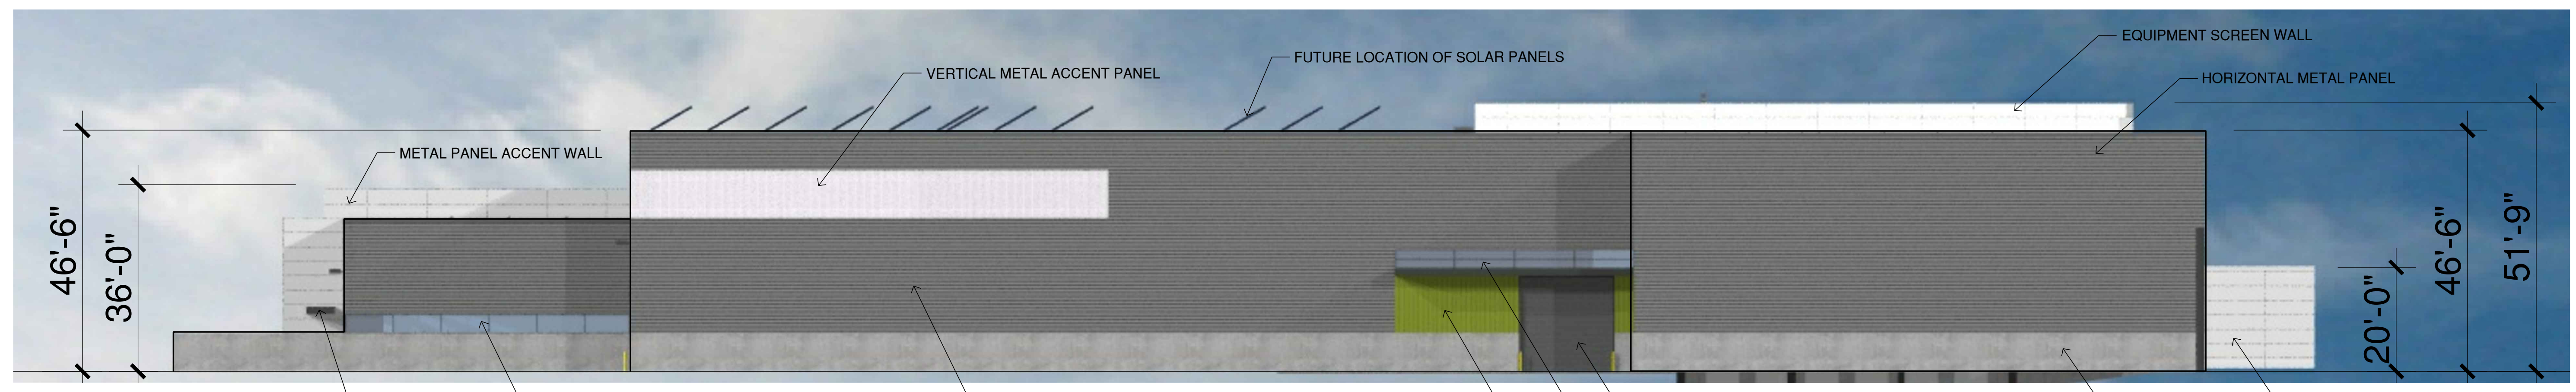 EQUIPMENT SCREEN WALL
FUTURE LOCATION OF SOLAR PANELS
VERTICAL METAL ACCENT PANEL
HORIZONTAL METAL PANEL
METAL PANEL ACCENT WALL
46'-6"
36'-0"
20'-0"
46'-6"
51'-9"